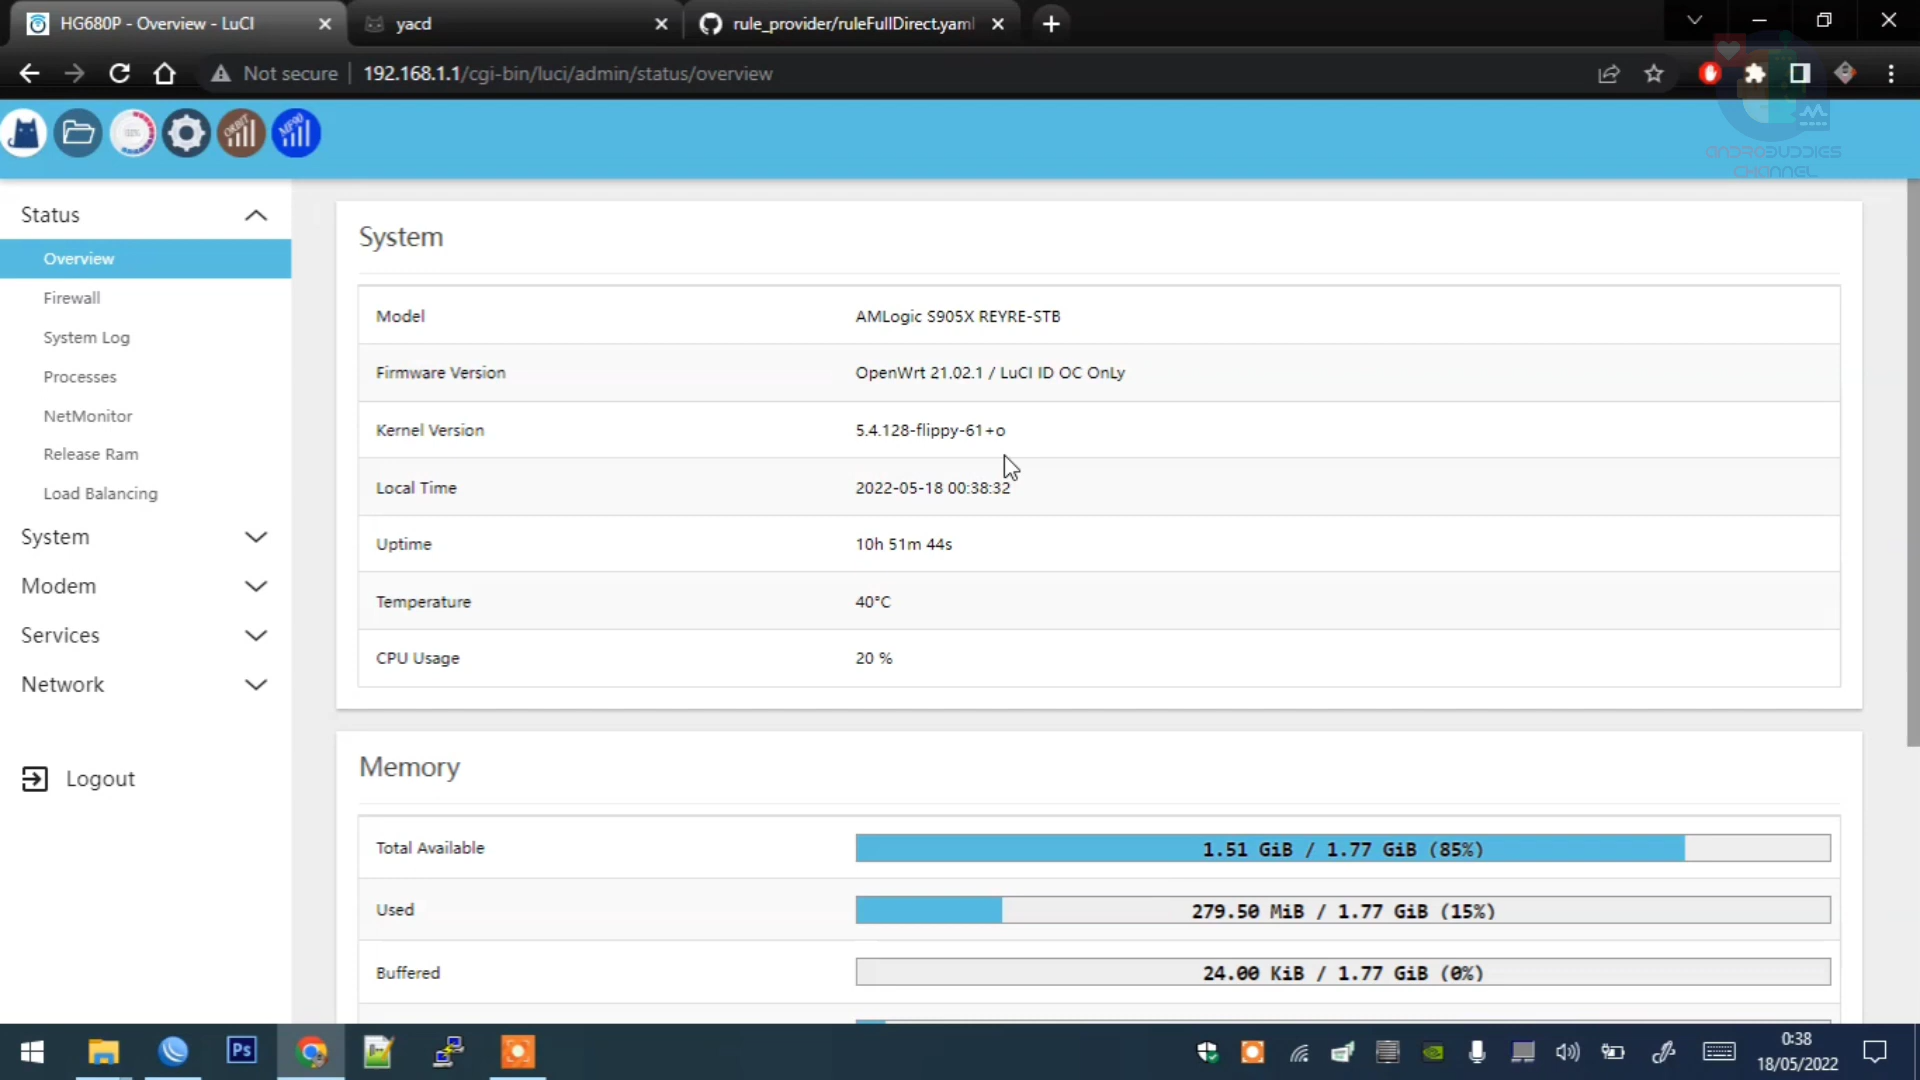 HG680P - Overview - LuCI
yacd
rule_provider/ruleFullDirect.yaml
Not secure
192.168.1.1/cgi-bin/luci/admin/status/overview
ORBIT
MF90
ANDROBUDDIES
CHANNEL
Status
Overview
Firewall
System Log
Processes
NetMonitor
Release Ram
Load Balancing
System
Modem
Services
Network
Logout
System
Model AMLogic S905X REYRE-STB
Firmware Version OpenWrt 21.02.1 / LuCI ID OC OnLy
Kernel Version 5.4.128-flippy-61+o
Local Time 2022-05-18 00:38:32
Uptime 10h 51m 44s
Temperature 40°C
CPU Usage 20 %
Memory
Total Available 1.51 GiB / 1.77 GiB (85%)
Used 279.50 MiB / 1.77 GiB (15%)
Buffered 24.00 KiB / 1.77 GiB (0%)
Ps
0:38
18/05/2022